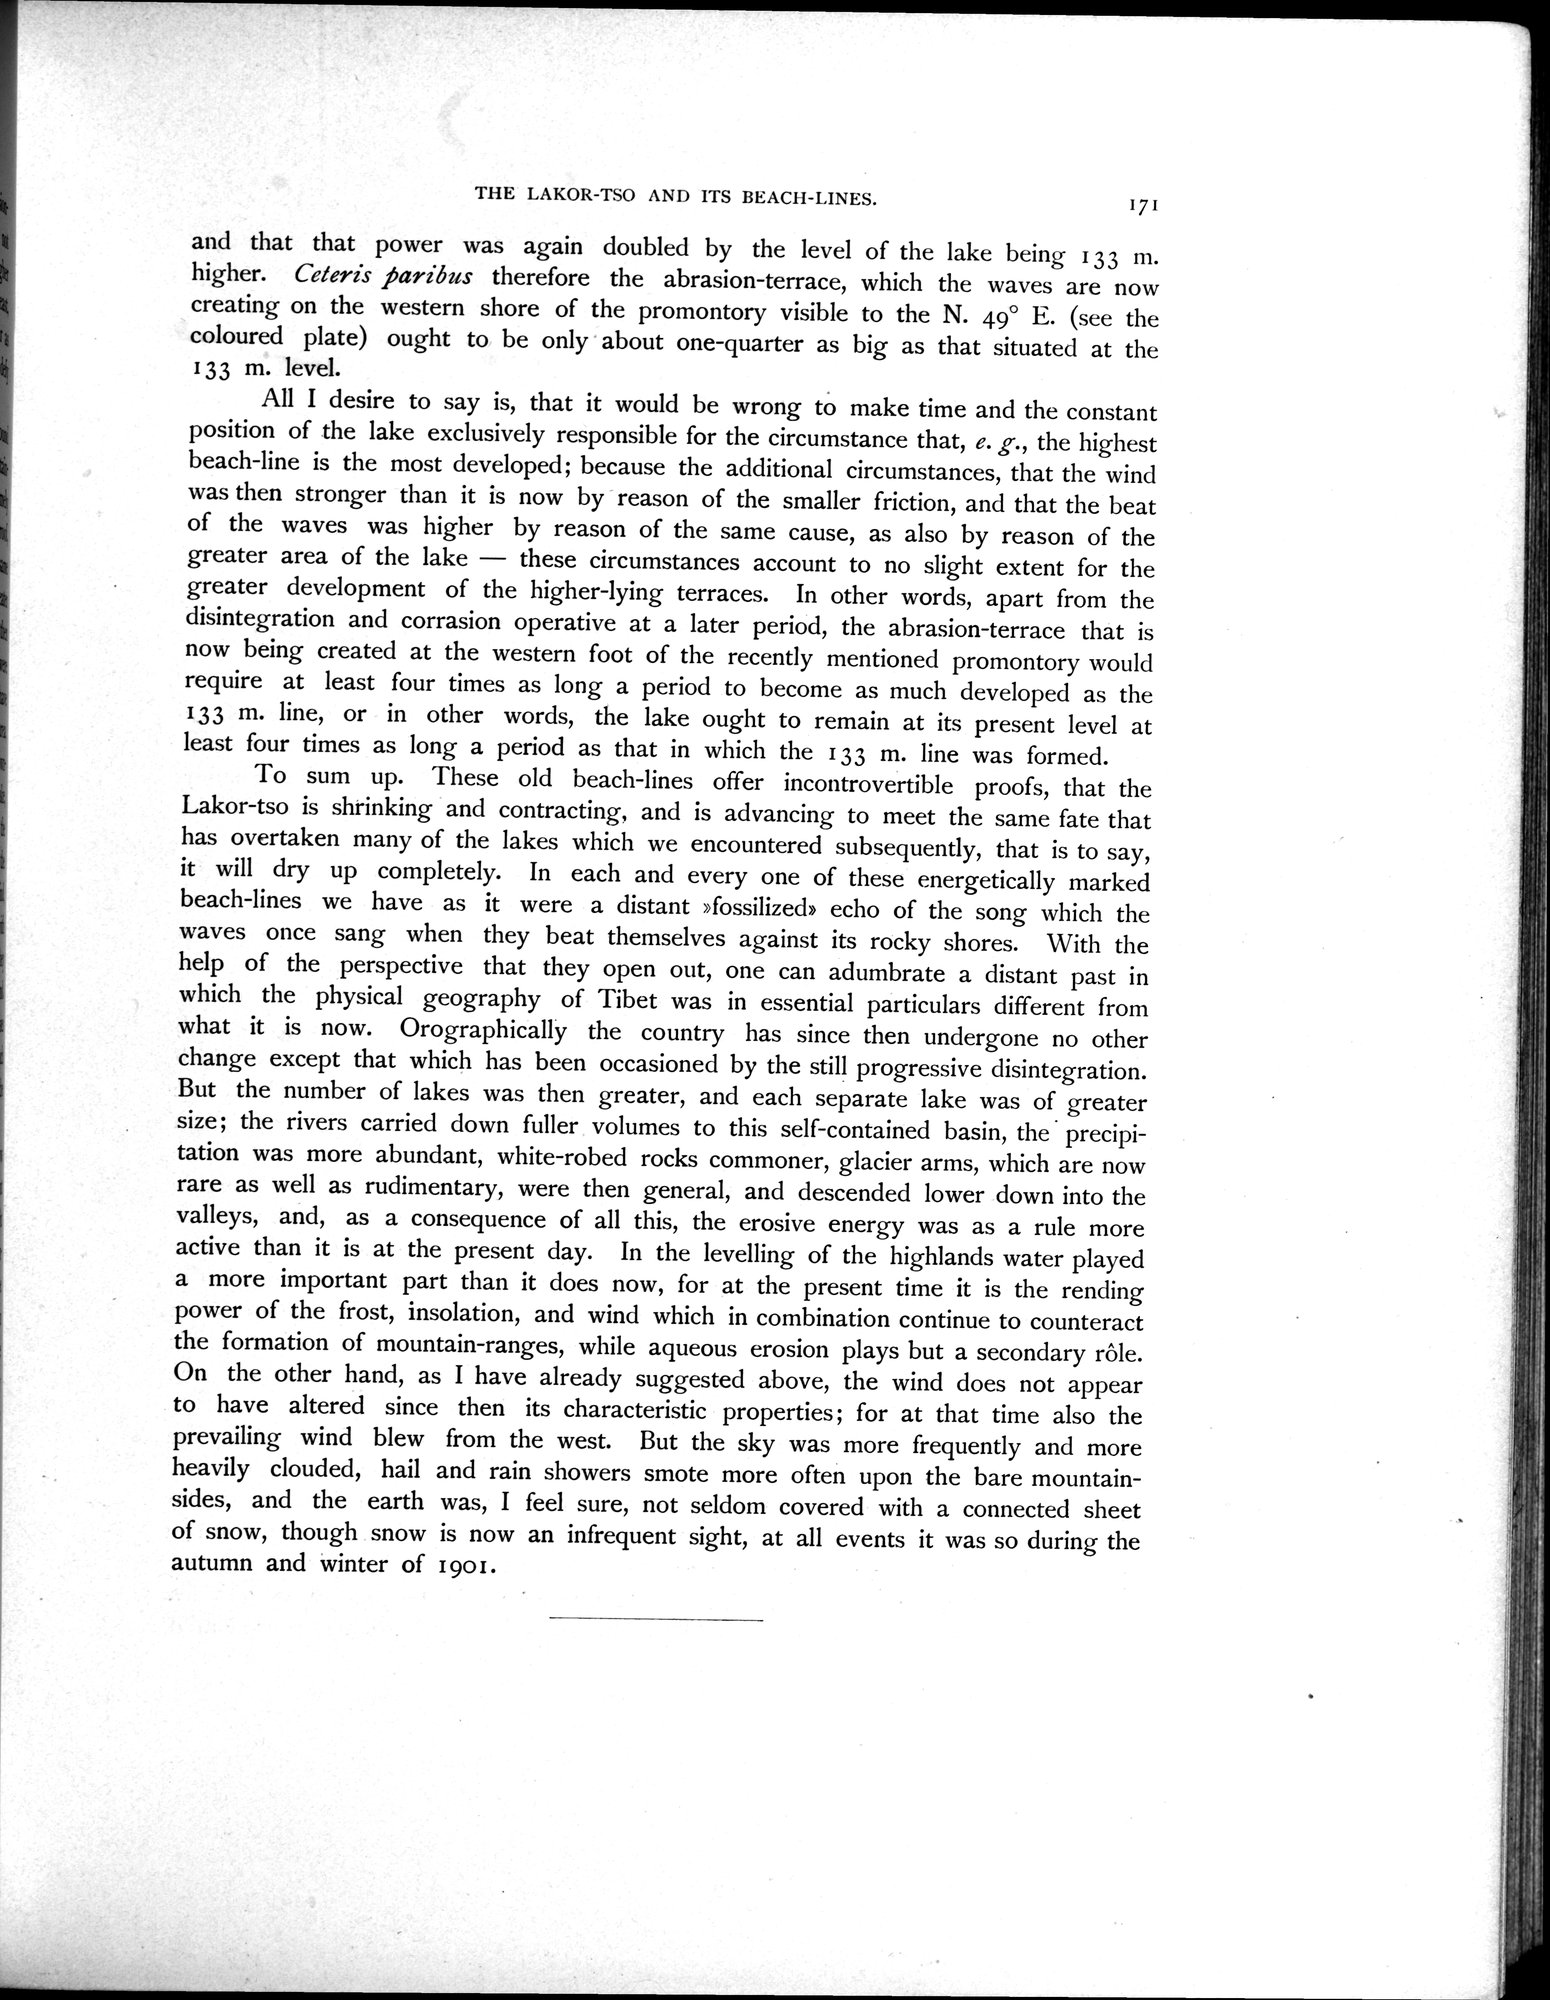 THE LAKOR-TSO AND ITS BEACH-LINES. 171
and that that power was again doubled by the level of the lake being 133 m.
higher. Ceteris paribus therefore the abrasion-terrace, which the waves are now
creating on the western shore of the promontory visible to the N. 49° E. (see the
coloured plate) ought to be only about one-quarter as big as that situated at the
133 m. level.
All I desire to say is, that it would be wrong to make time and the constant
position of the lake exclusively responsible for the circumstance that, e. g., the highest
beach-line is the most developed; because the additional circumstances, that the wind
was then stronger than it is now by reason of the smaller friction, and that the beat
of the waves was higher by reason of the same cause, as also by reason of the
greater area of the lake — these circumstances account to no slight extent for the
greater development of the higher-lying terraces. In other words, apart from the
disintegration and corrasion operative at a later period, the abrasion-terrace that is
now being created at the western foot of the recently mentioned promontory would
require at least four times as long a period to become as much developed as the
133 m. line, or in other words, the lake ought to remain at its present level at
least four times as long a period as that in which the 133 m. line was formed.
To sum up. These old beach-lines offer incontrovertible proofs, that the
Lakor-tso is shrinking and contracting, and is advancing to meet the same fate that
has overtaken many of the lakes which we encountered subsequently, that is to say,
it will dry up completely. In each and every one of these energetically marked
beach-lines we have as it were a distant »fossilized» echo of the song which the
waves once sang when they beat themselves against its rocky shores. With the
help of the perspective that they open out, one can adumbrate a distant past in
which the physical geography of Tibet was in essential particulars different from
what it is now. Orographically the country has since then undergone no other
change except that which has been occasioned by the still progressive disintegration.
But the number of lakes was then greater, and each separate lake was of greater
size; the rivers carried down fuller volumes to this self-contained basin, the precipi-
tation was more abundant, white-robed rocks commoner, glacier arms, which are now
rare as well as rudimentary, were then general, and descended lower down into the
valleys, and, as a consequence of all this, the erosive energy was as a rule more
active than it is at the present day. In the levelling of the highlands water played
a more important part than it does now, for at the present time it is the rending
power of the frost, insolation, and wind which in combination continue to counteract
the formation of mountain-ranges, while aqueous erosion plays but a secondary rôle.
On the other hand, as I have already suggested above, the wind does not appear
to have altered since then its characteristic properties; for at that time also the
prevailing wind blew from the west. But the sky was more frequently and more
heavily clouded, hail and rain showers smote more often upon the bare mountain-
sides, and the earth was, I feel sure, not seldom covered with a connected sheet
of snow, though snow is now an infrequent sight, at all events it was so during the
autumn and winter of 1901.